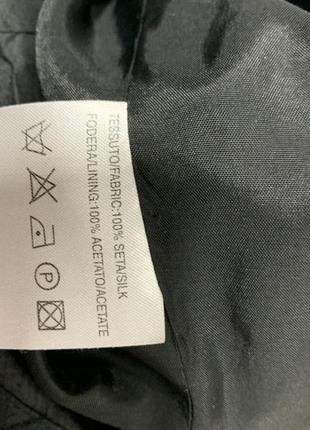 TESSUTO/FABRIC:100% SETA/SILK
FODERA/LINING:100% ACETATO/ACETATE
P